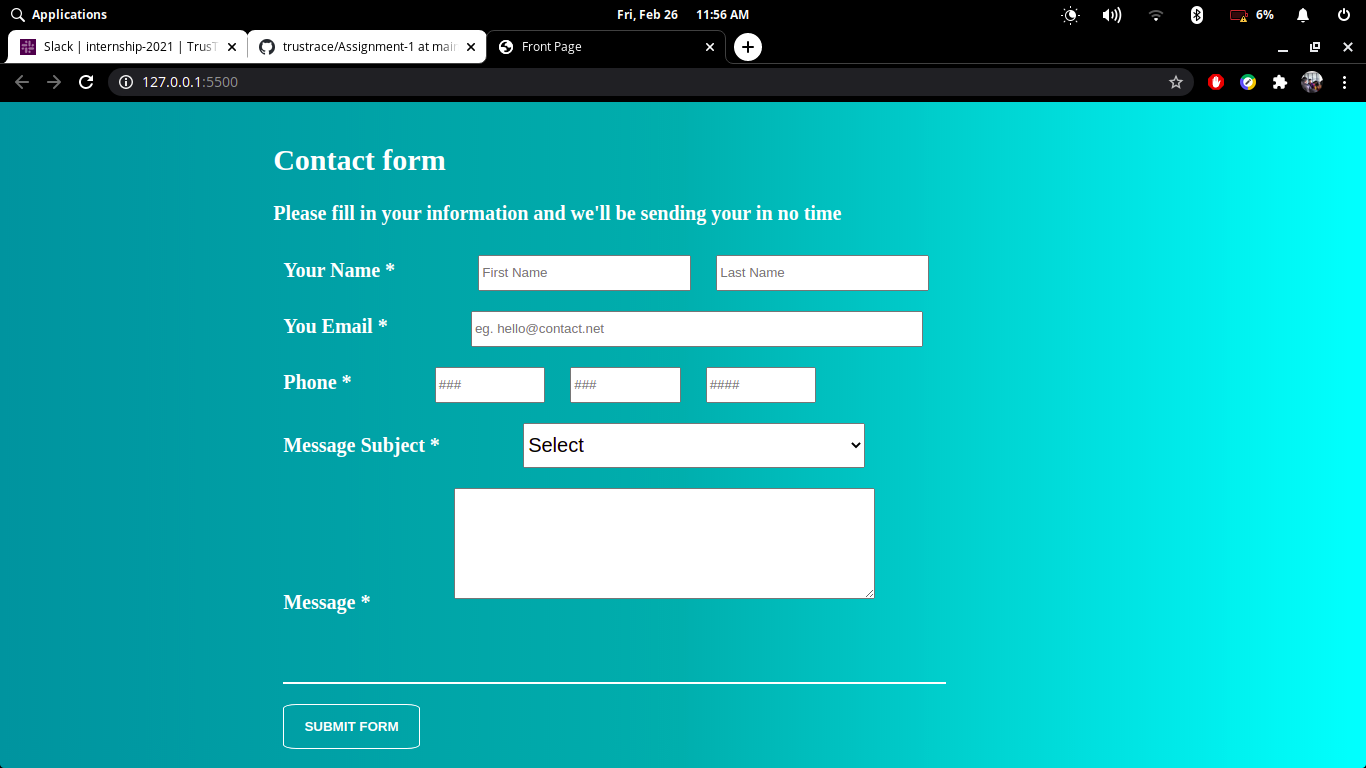 Applications
Fri, Feb 26 11:56 AM
6%
Slack | internship-2021 | TrusT
trustrace/Assignment-1 at main
Front Page
127.0.0.1:5500
Contact form
Please fill in your information and we'll be sending your in no time
Your Name * First Name Last Name
You Email * eg. hello@contact.net
Phone * ### ### ####
Message Subject * Select
Message *
SUBMIT FORM